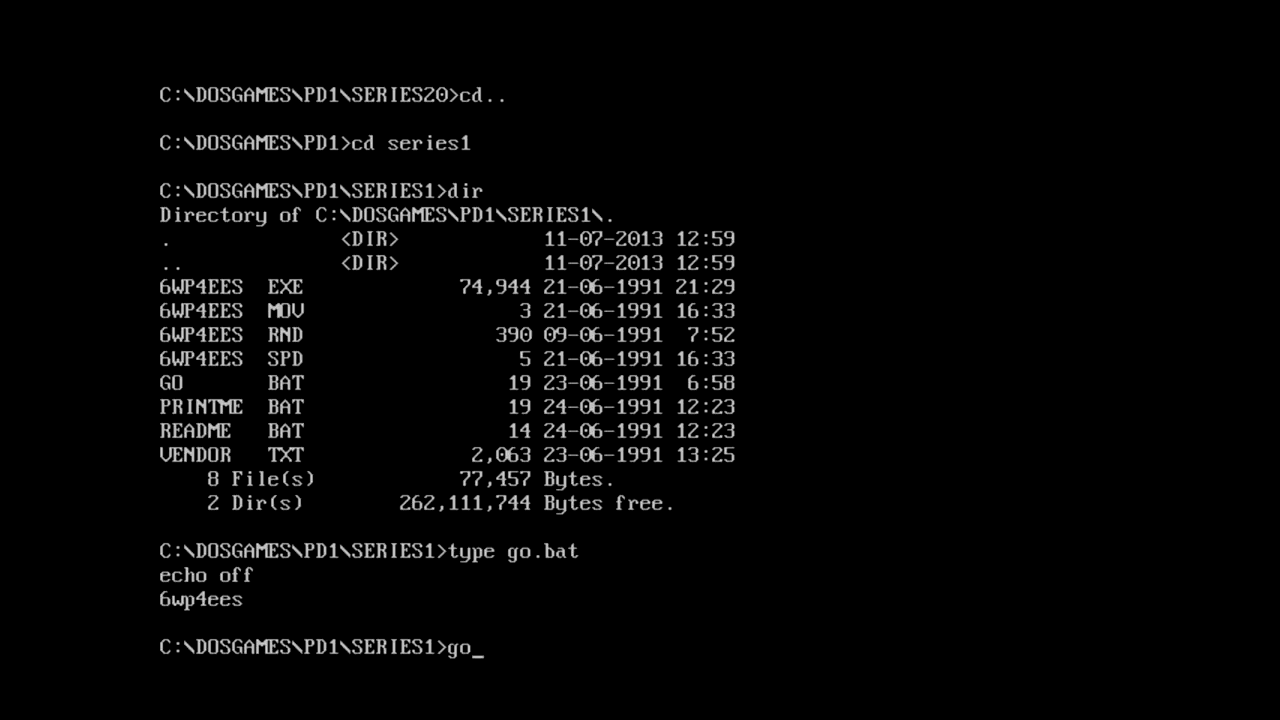 C:\DOSGAMES\PD1\SERIES20>cd..
C:\DOSGAMES\PD1>cd series1
C:\DOSGAMES\PD1\SERIES1>dir
Directory of C:\DOSGAMES\PD1\SERIES1\.
. <DIR> 11-07-2013 12:59
.. <DIR> 11-07-2013 12:59
6WP4EES EXE 74,944 21-06-1991 21:29
6WP4EES MOV 3 21-06-1991 16:33
6WP4EES RND 390 09-06-1991 7:52
6WP4EES SPD 5 21-06-1991 16:33
GO BAT 19 23-06-1991 6:58
PRINTME BAT 19 24-06-1991 12:23
README BAT 14 24-06-1991 12:23
VENDOR TXT 2,063 23-06-1991 13:25
8 File(s) 77,457 Bytes.
2 Dir(s) 262,111,744 Bytes free.
C:\DOSGAMES\PD1\SERIES1>type go.bat
echo off
6wp4ees
C:\DOSGAMES\PD1\SERIES1>go_